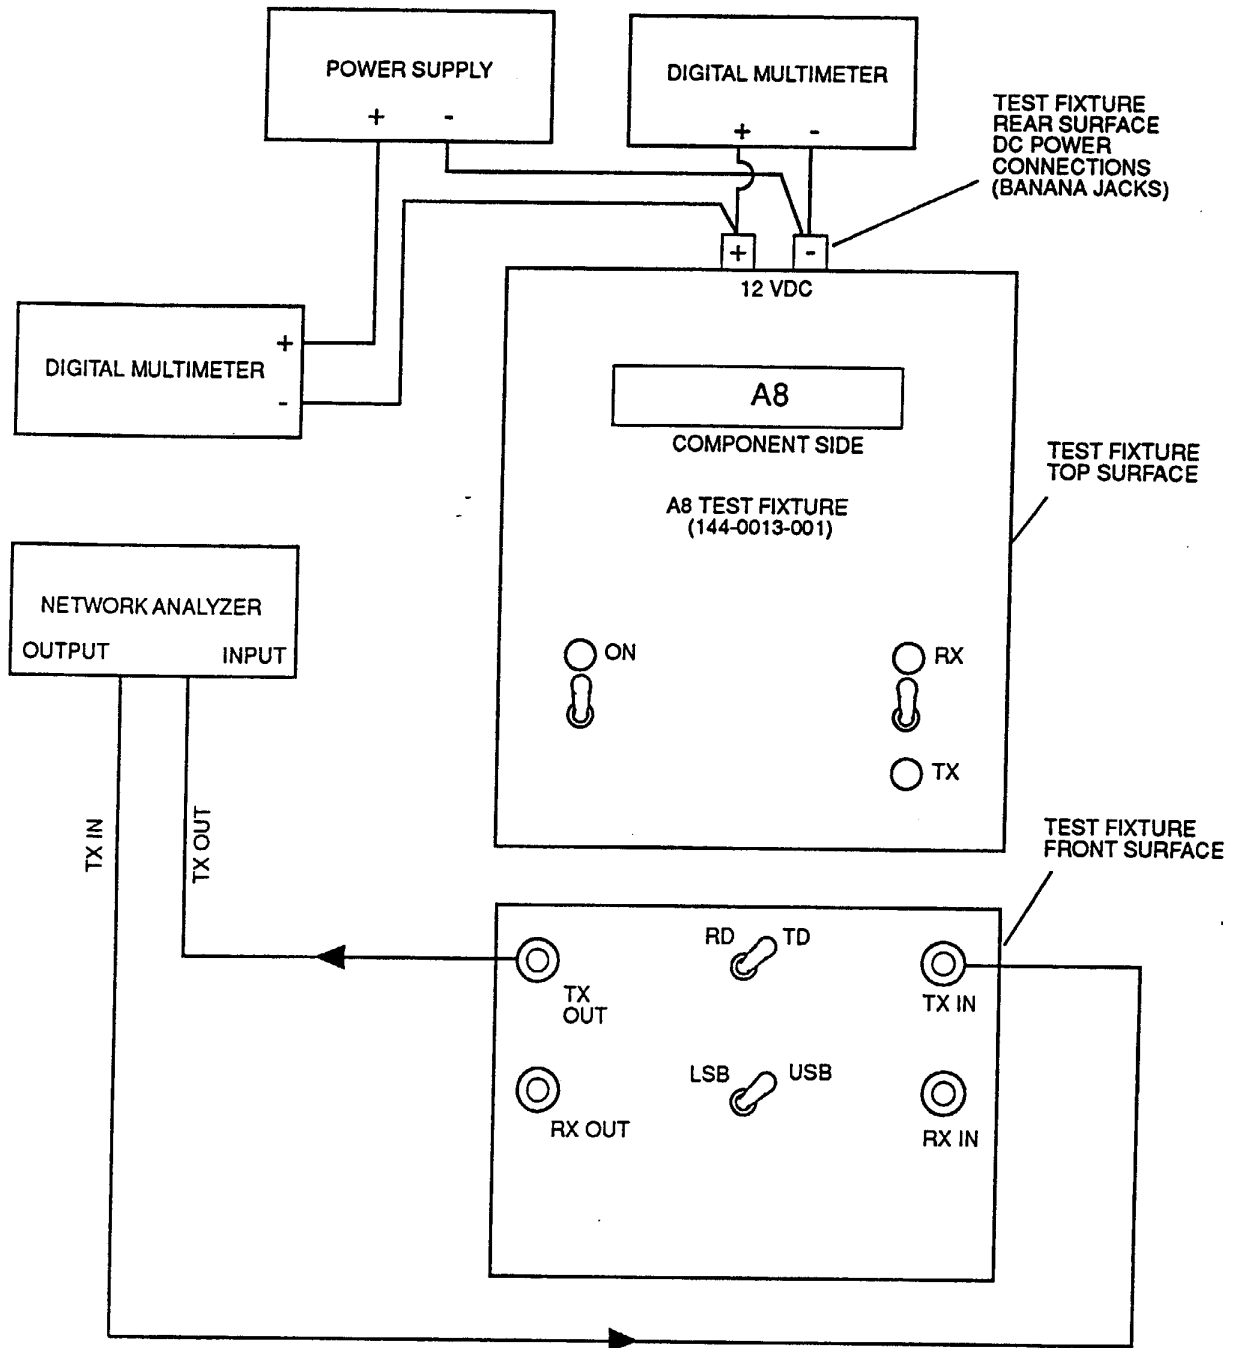 POWER SUPPLY
+ -
DIGITAL MULTIMETER
+ -
TEST FIXTURE
REAR SURFACE
DC POWER
CONNECTIONS
(BANANA JACKS)
+ -
12 VDC
DIGITAL MULTIMETER
+
-
A8
COMPONENT SIDE
A8 TEST FIXTURE
(144-0013-001)
TEST FIXTURE
TOP SURFACE
NETWORK ANALYZER
OUTPUT INPUT
ON
RX
TX
TX IN
TX OUT
TEST FIXTURE
FRONT SURFACE
RD TD
TX
OUT
TX IN
LSB USB
RX OUT
RX IN